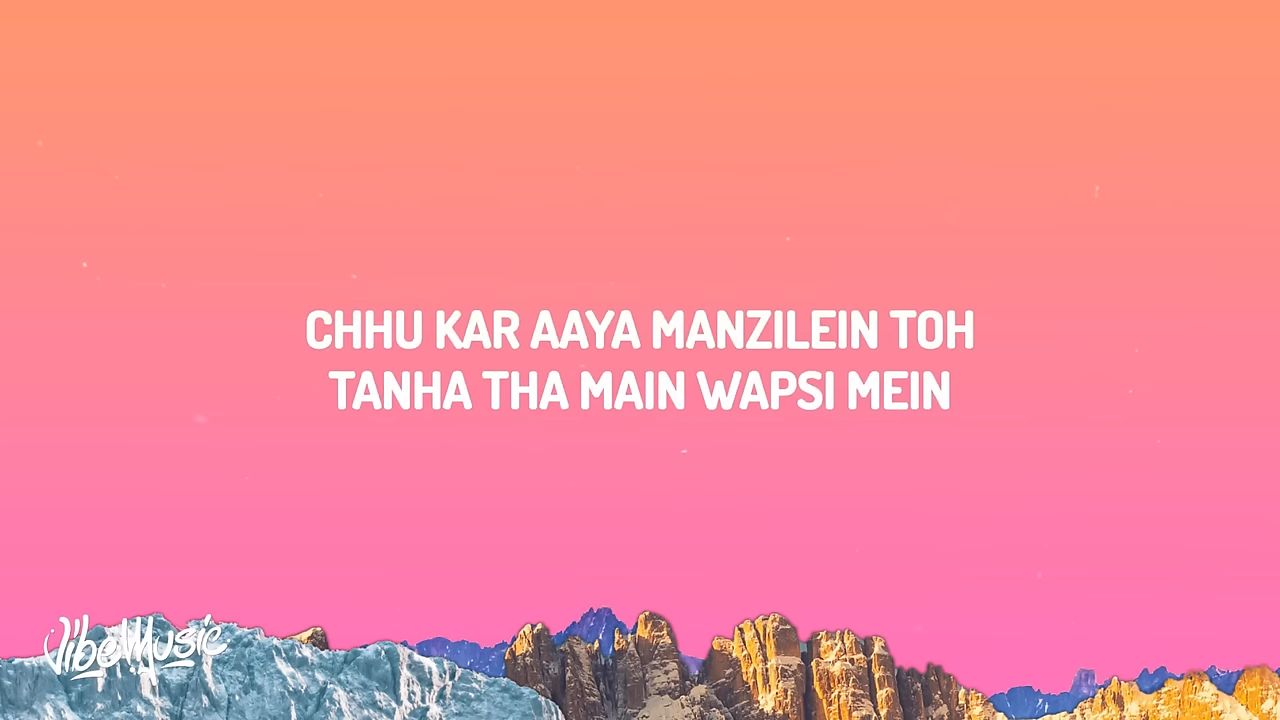 CHHU KAR AAYA MANZILEIN TOH
TANHA THA MAIN WAPSI MEIN
VibeMusic